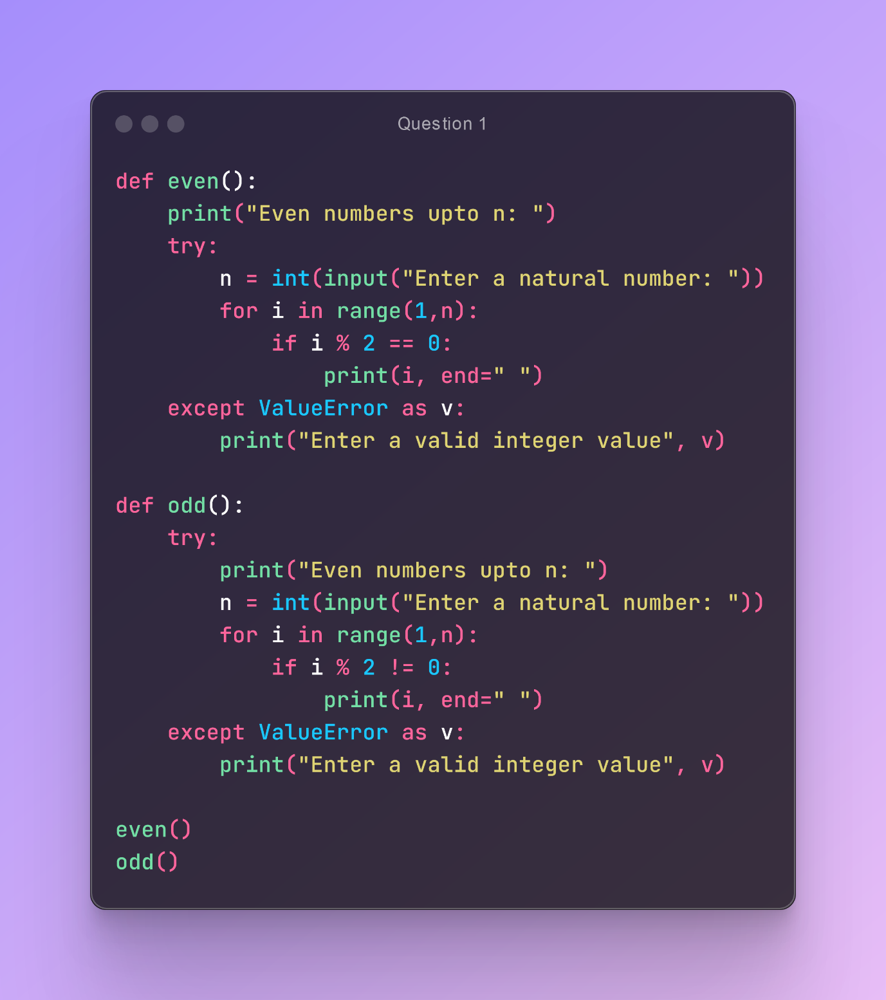 Question 1
def even():
    print("Even numbers upto n: ")
    try:
        n = int(input("Enter a natural number: "))
        for i in range(1,n):
            if i % 2 == 0:
                print(i, end=" ")
    except ValueError as v:
        print("Enter a valid integer value", v)

def odd():
    try:
        print("Even numbers upto n: ")
        n = int(input("Enter a natural number: "))
        for i in range(1,n):
            if i % 2 != 0:
                print(i, end=" ")
    except ValueError as v:
        print("Enter a valid integer value", v)

even()
odd()